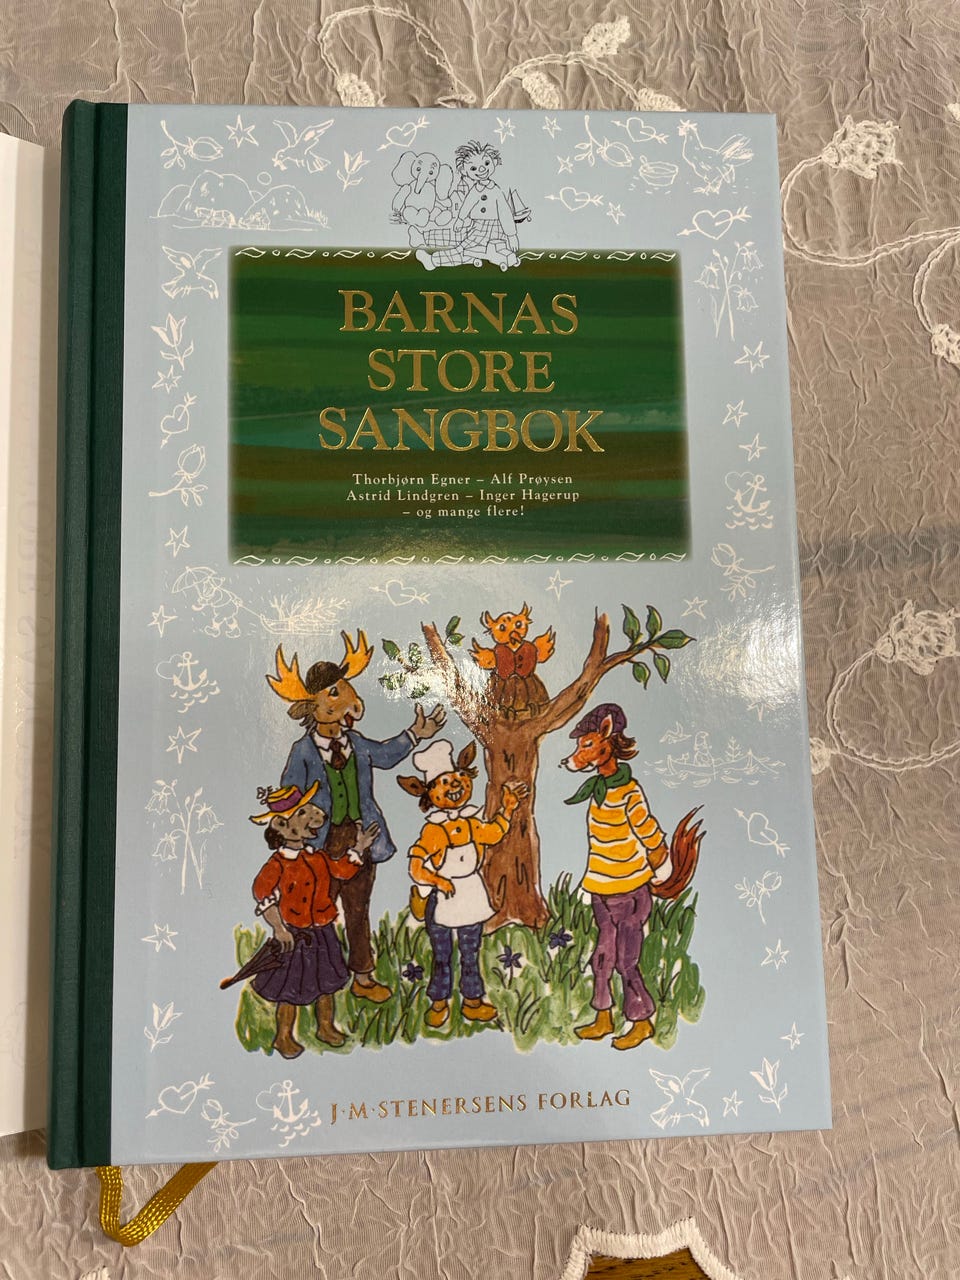 BARNAS
STORE
SANGBOK
Thorbjørn Egner – Alf Prøysen
Astrid Lindgren – Inger Hagerup
– og mange flere!
J·M·STENERSENS FORLAG